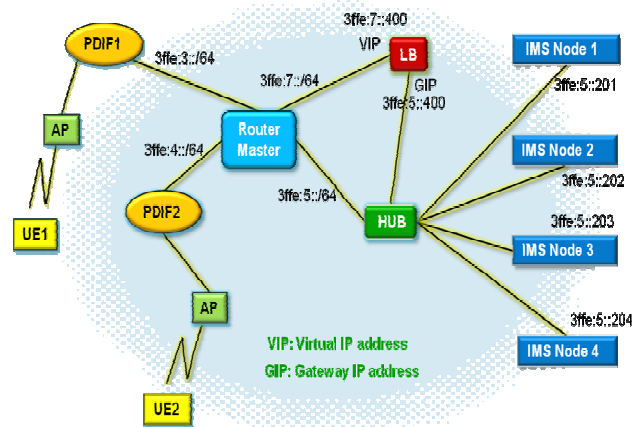 3ffe:7::400
PDIF1
VIP
LB
IMS Node 1
3ffe:3::/64
3ffe:7::/64
GIP
3ffe:5::400
3ffe:5::201
AP
Router
Master
3ffe:4::/64
IMS Node 2
3ffe:5::202
3ffe:5::/64
PDIF2
HUB
3ffe:5::203
UE1
IMS Node 3
AP
3ffe:5::204
VIP: Virtual IP address
IMS Node 4
GIP: Gateway IP address
UE2